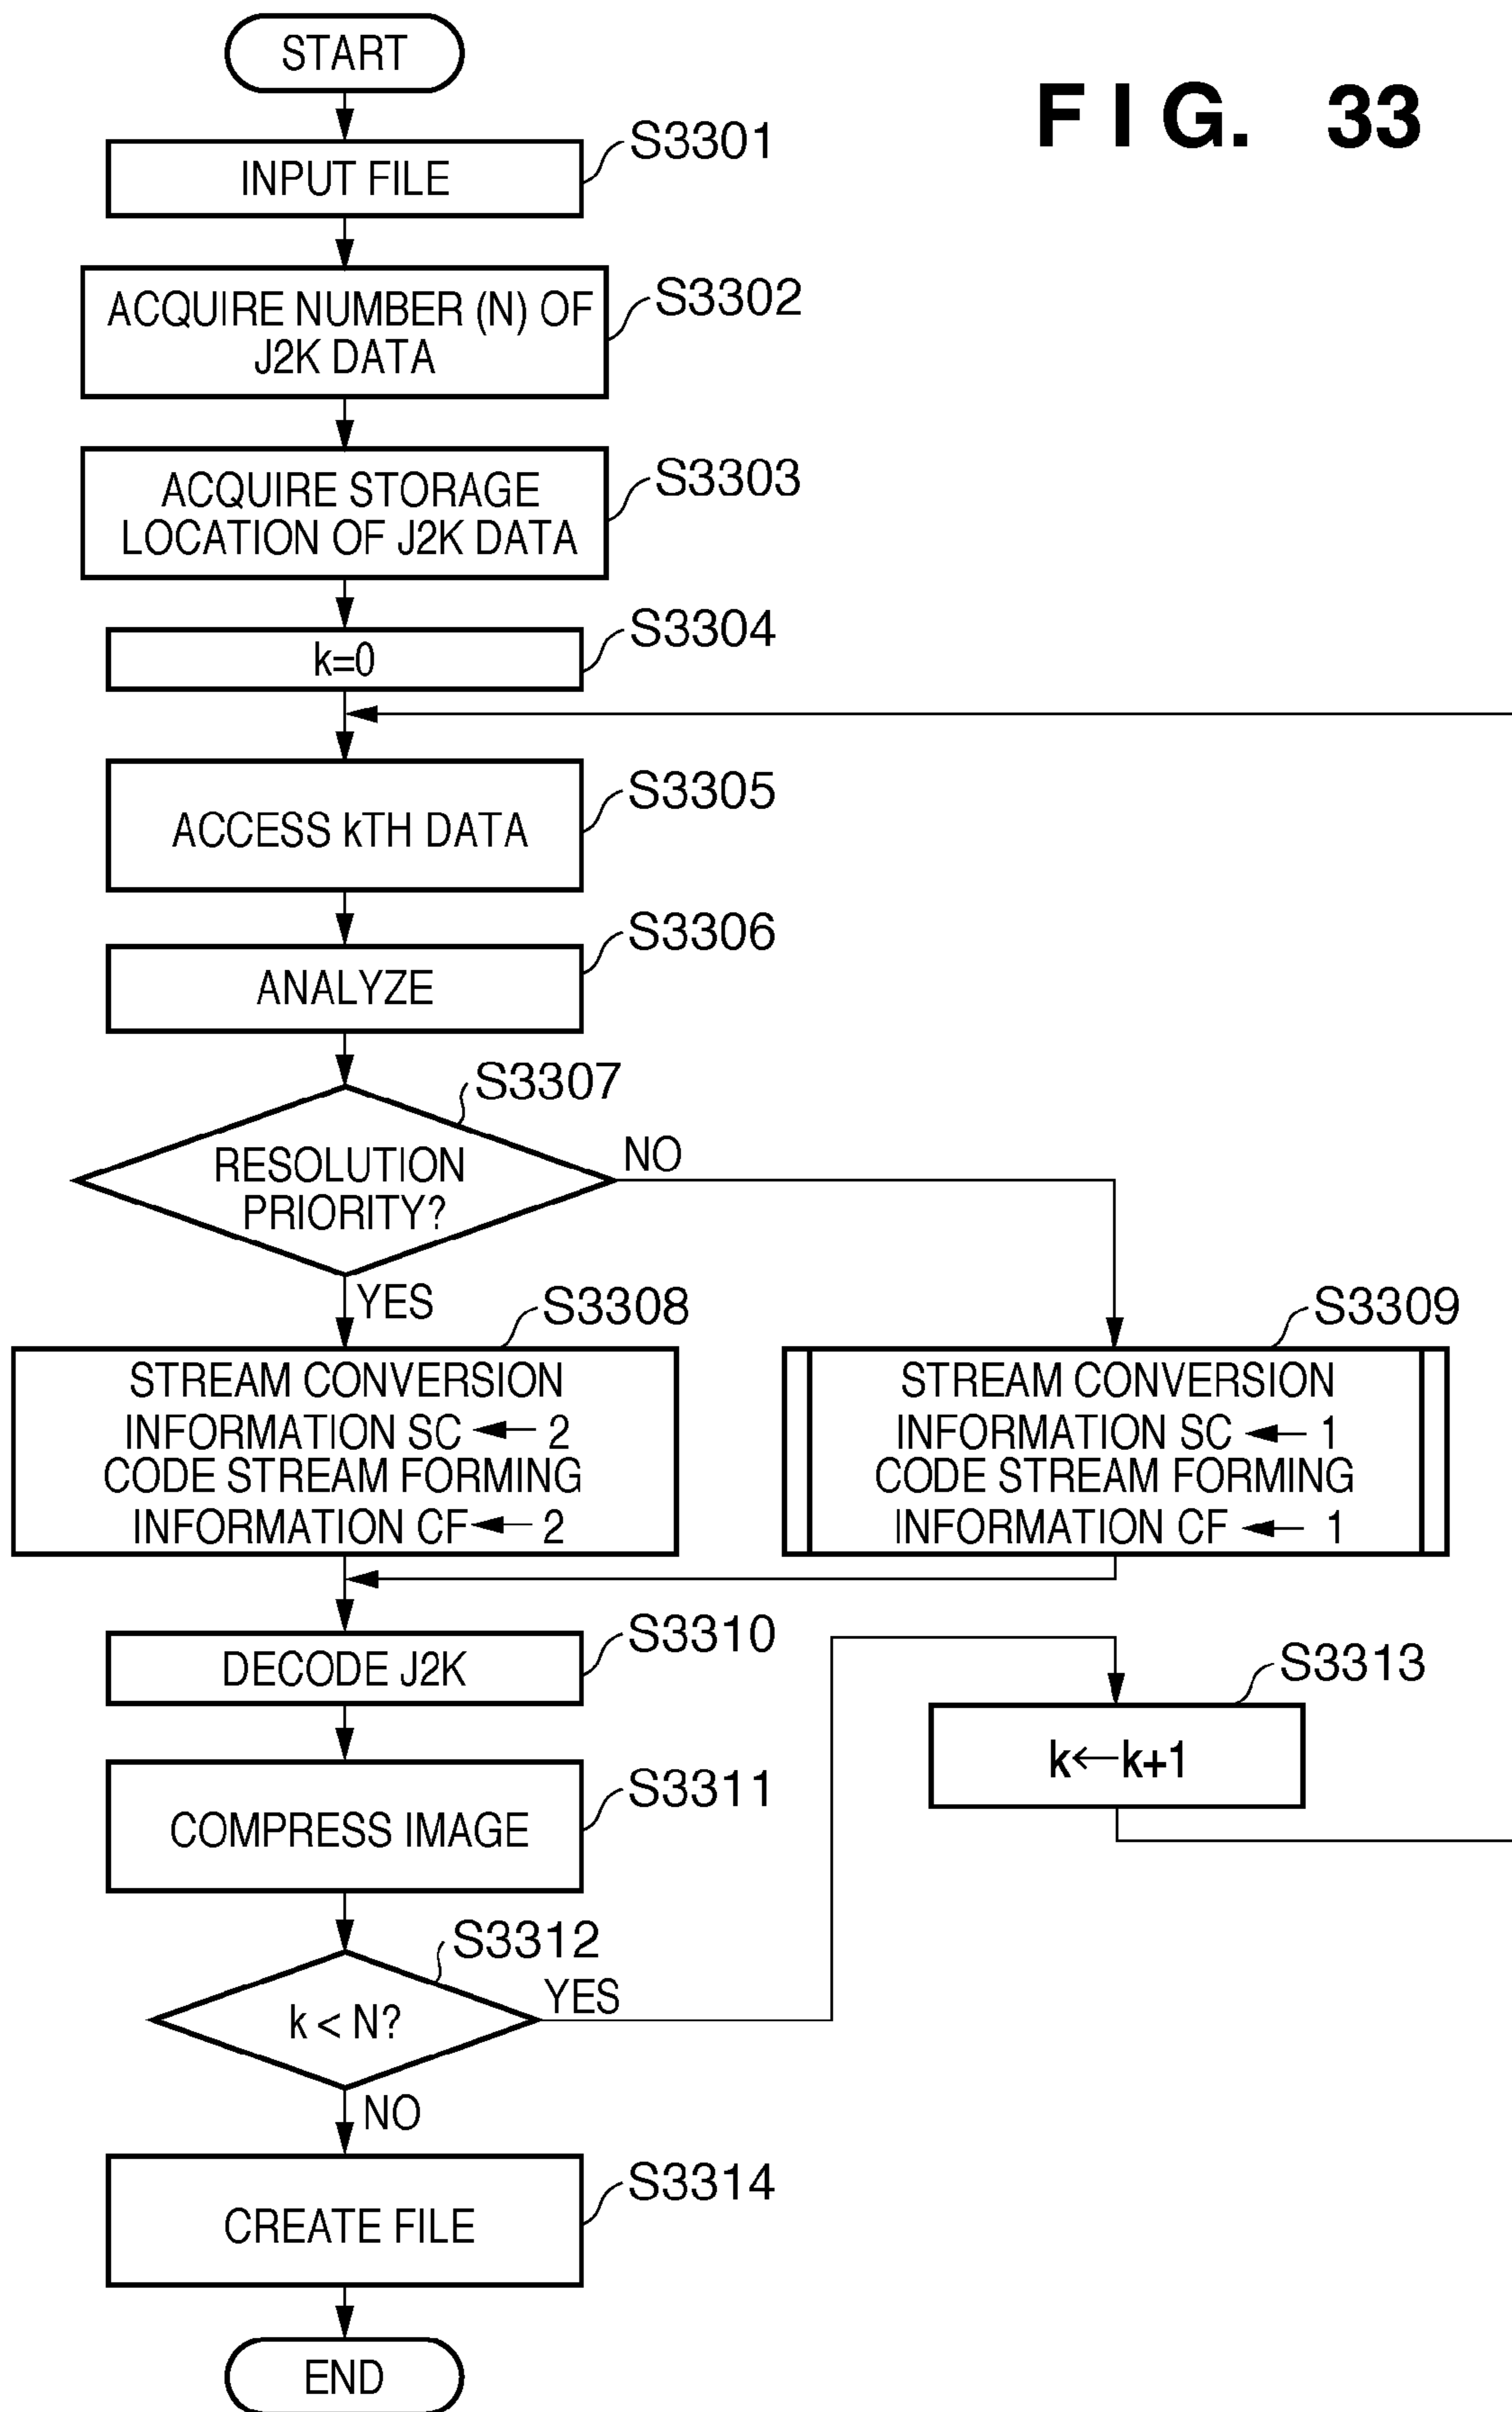 START
FIG. 33
S3301
INPUT FILE
S3302
ACQUIRE NUMBER (N) OF
J2K DATA
S3303
ACQUIRE STORAGE
LOCATION OF J2K DATA
S3304
k=0
S3305
ACCESS kTH DATA
S3306
ANALYZE
S3307
RESOLUTION
PRIORITY?
NO
YES
S3308
STREAM CONVERSION
INFORMATION SC ← 2
CODE STREAM FORMING
INFORMATION CF ← 2
S3309
STREAM CONVERSION
INFORMATION SC ← 1
CODE STREAM FORMING
INFORMATION CF ← 1
S3310
DECODE J2K
S3313
k←k+1
S3311
COMPRESS IMAGE
S3312
k < N?
YES
NO
S3314
CREATE FILE
END